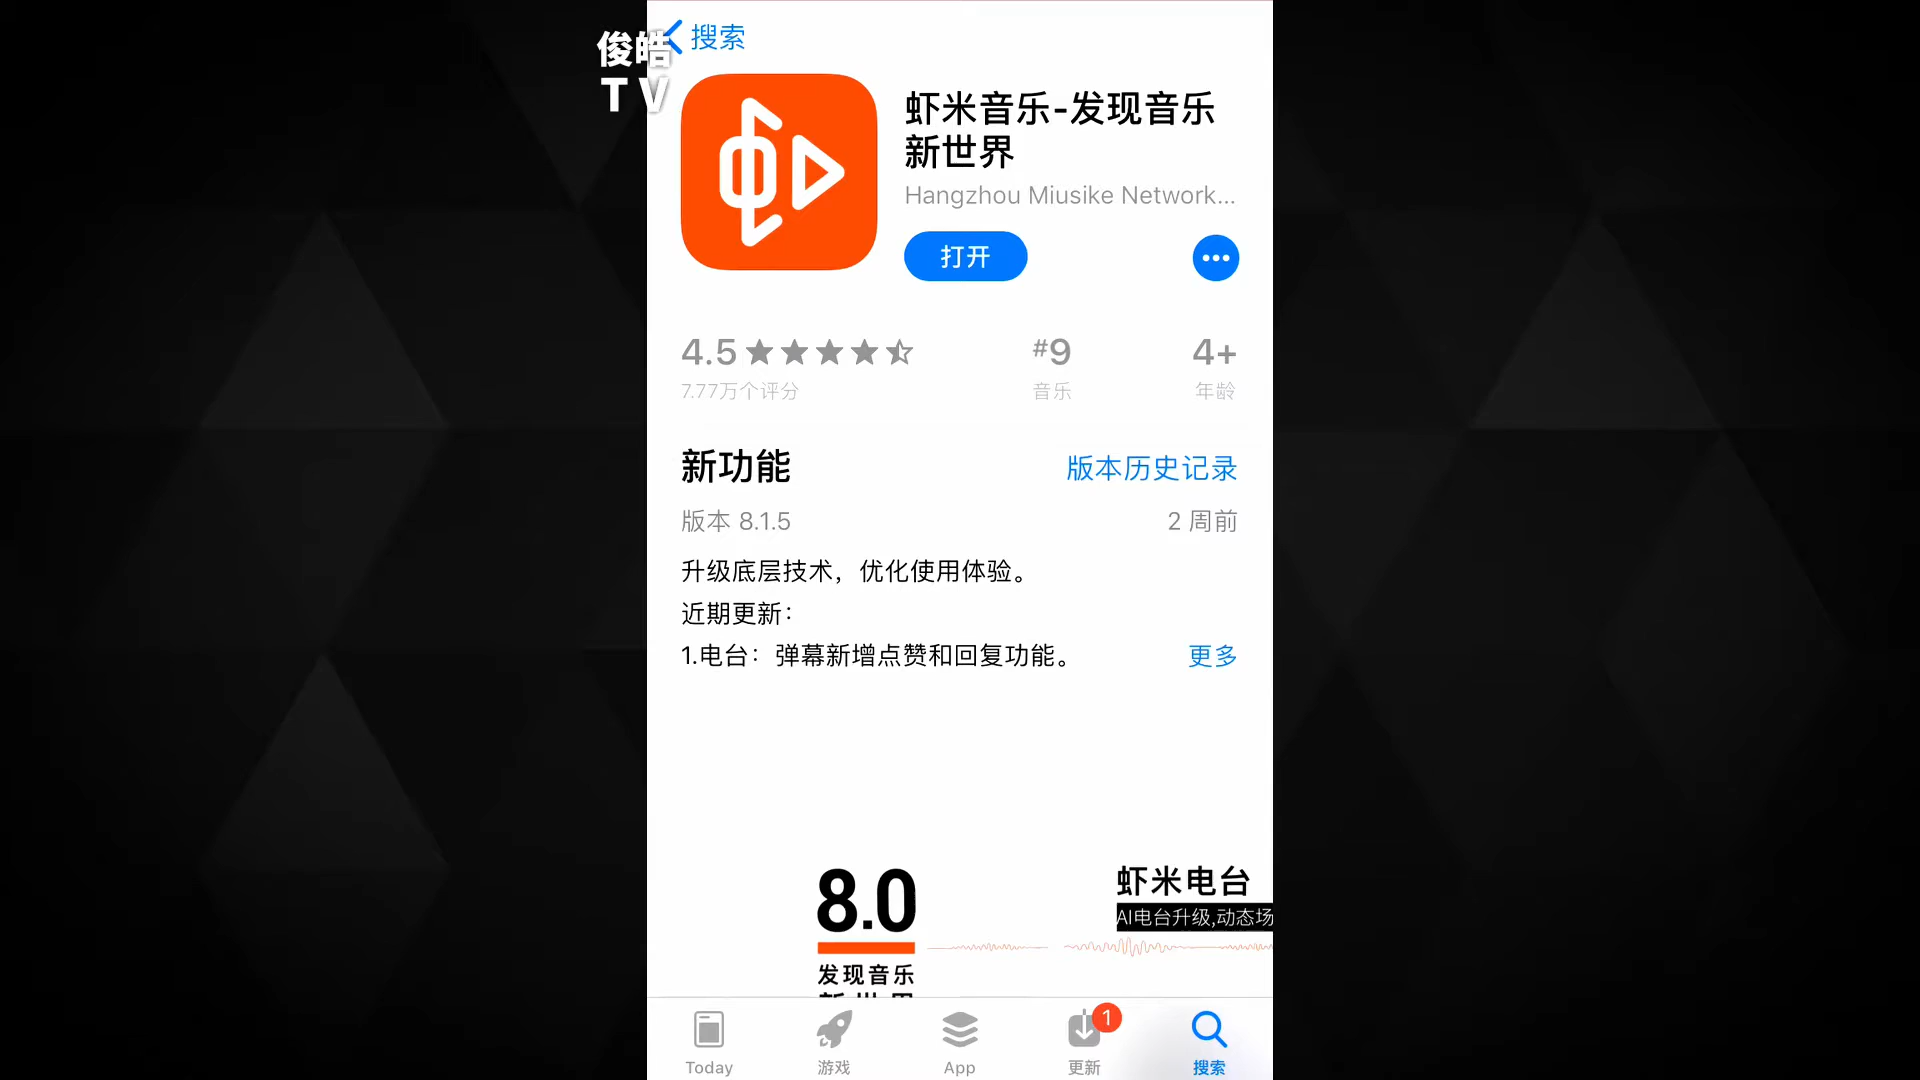 俊皓
TV
搜索
虾米音乐-发现音乐
新世界
Hangzhou Miusike Network...
打开
4.5
#9
4+
7.77万个评分
音乐
年龄
新功能
版本历史记录
版本 8.1.5
2 周前
升级底层技术，优化使用体验。
近期更新：
1.电台：弹幕新增点赞和回复功能。
更多
8.0
发现音乐
新世界
虾米电台
AI电台升级,动态场
1
Today
游戏
App
更新
搜索